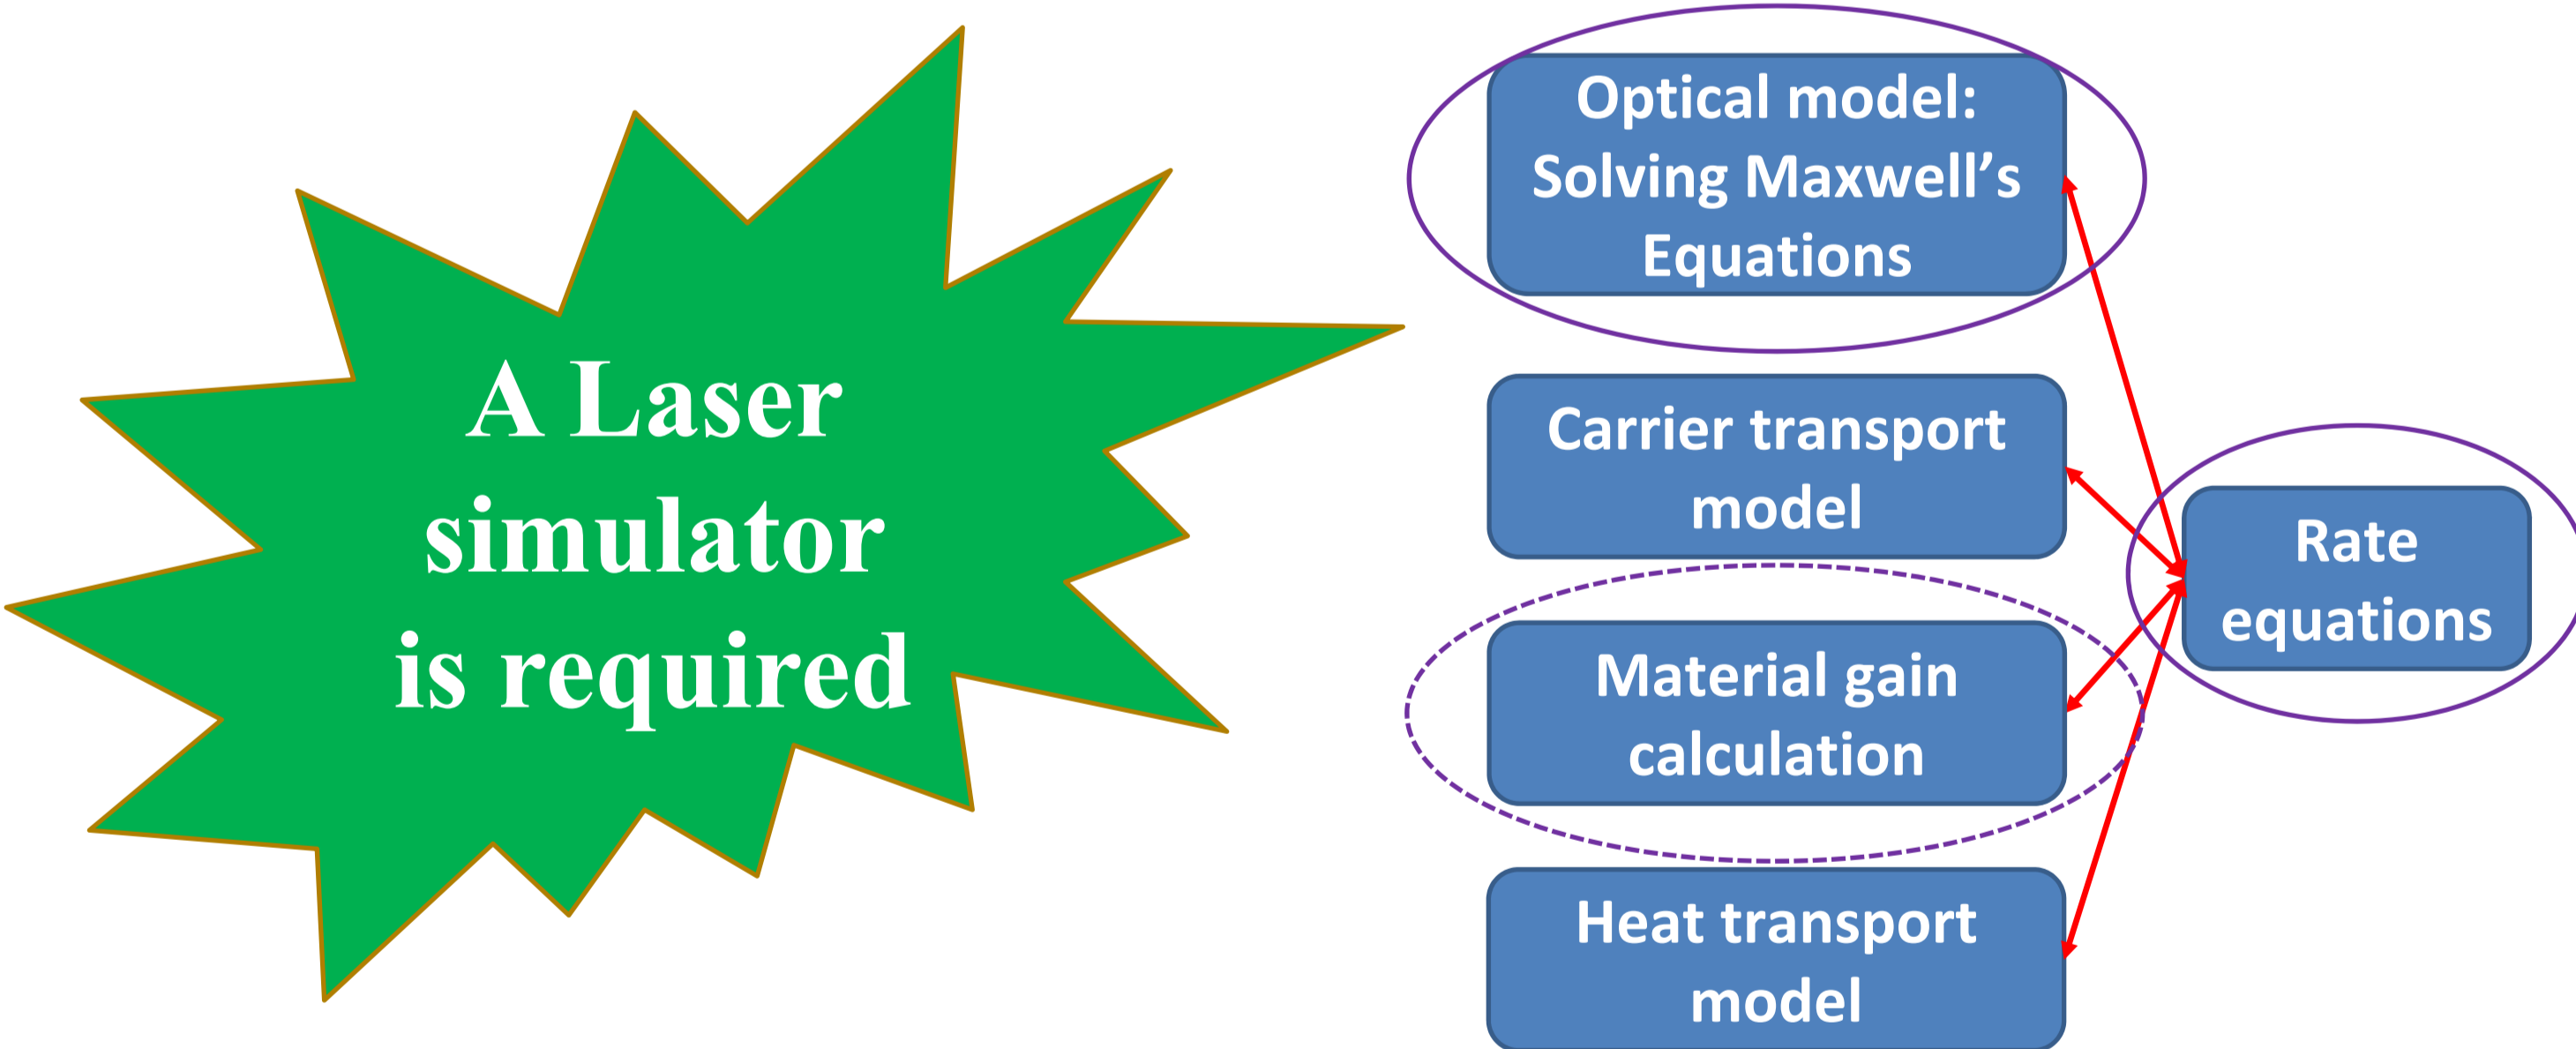 A Laser
simulator
is required
Optical model:
Solving Maxwell’s
Equations
Carrier transport
model
Material gain
calculation
Heat transport
model
Rate
equations